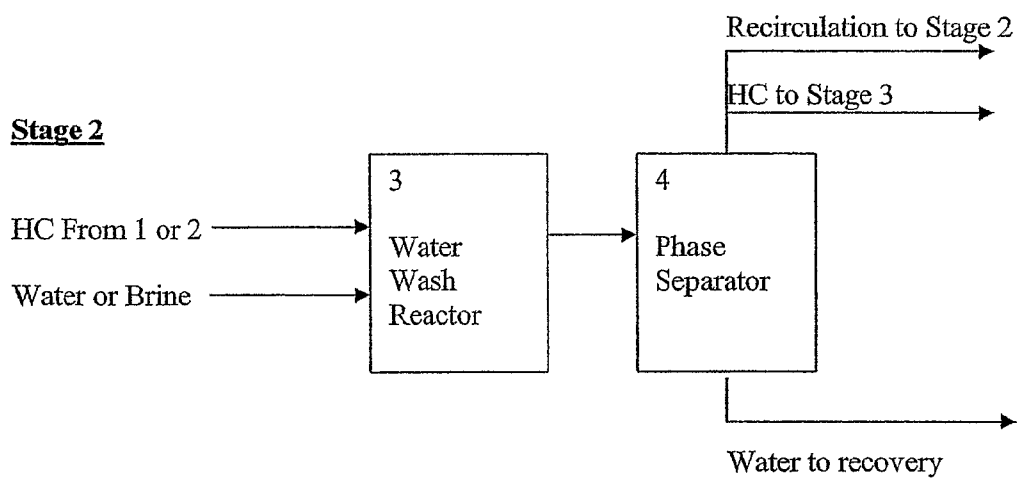 Recirculation to Stage 2
HC to Stage 3
Stage 2
3
4
HC From 1 or 2
Water
Wash
Reactor
Phase
Separator
Water or Brine
Water to recovery